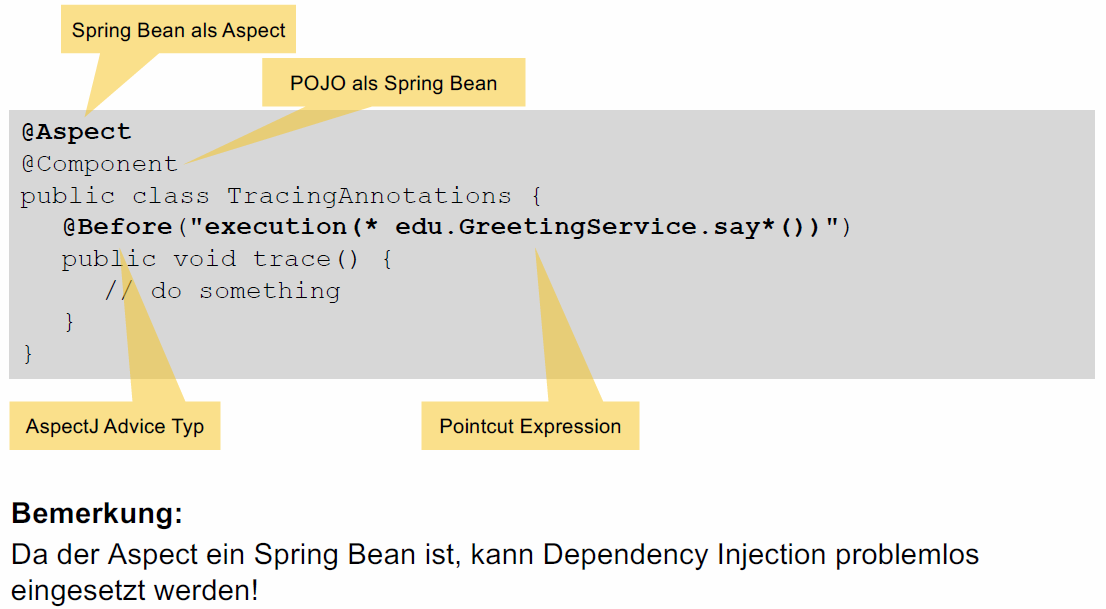 Spring Bean als Aspect
POJO als Spring Bean
@Aspect
@Component
public class TracingAnnotations {
@Before("execution(* edu.GreetingService.say*())")
public void trace() {
// do something
}
}
AspectJ Advice Typ
Pointcut Expression
Bemerkung:
Da der Aspect ein Spring Bean ist, kann Dependency Injection problemlos
eingesetzt werden!